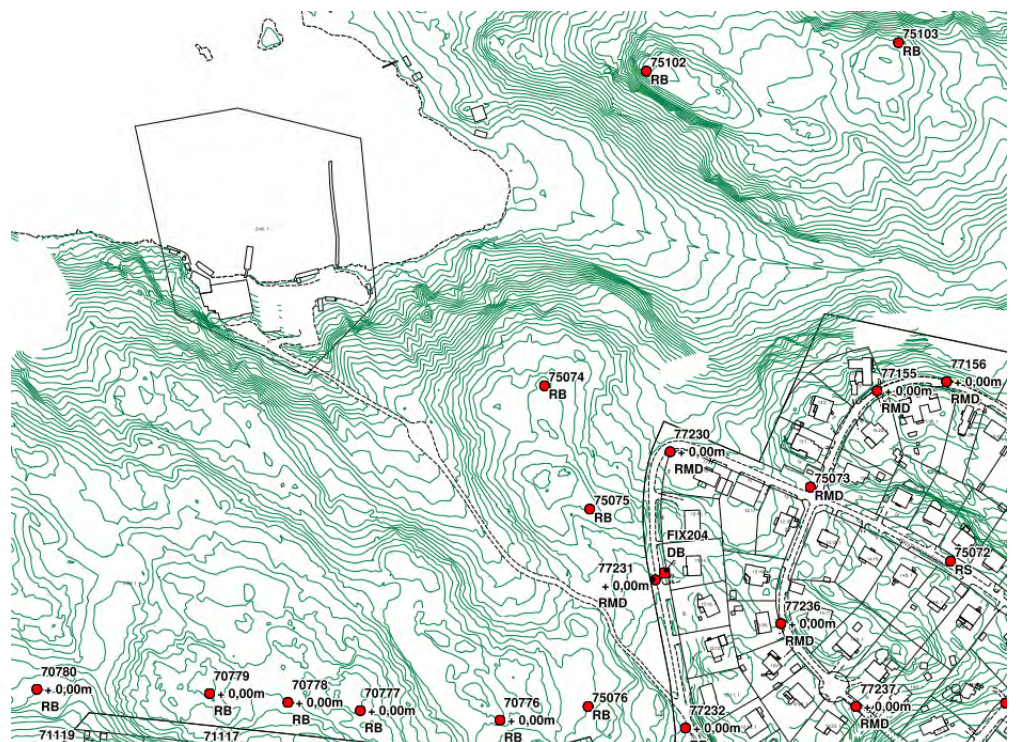 75103
RB
75102
RB
77156
+ 0,00m
RMD
77155
+ 0,00m
RMD
75074
RB
77230
+ 0,00m
RMD
75073
RMD
75075
RB
FIX204
DB
75072
RS
77231
+ 0,00m
RMD
77236
+ 0,00m
RMD
70780
+ 0,00m
RB
70779
+ 0,00m
RB
70778
+ 0,00m
RB
70777
+ 0,00m
RB
70776
+ 0,00m
RB
75076
RB
77232
+ 0,00m
77237
+ 0,00m
RMD
71119
71117